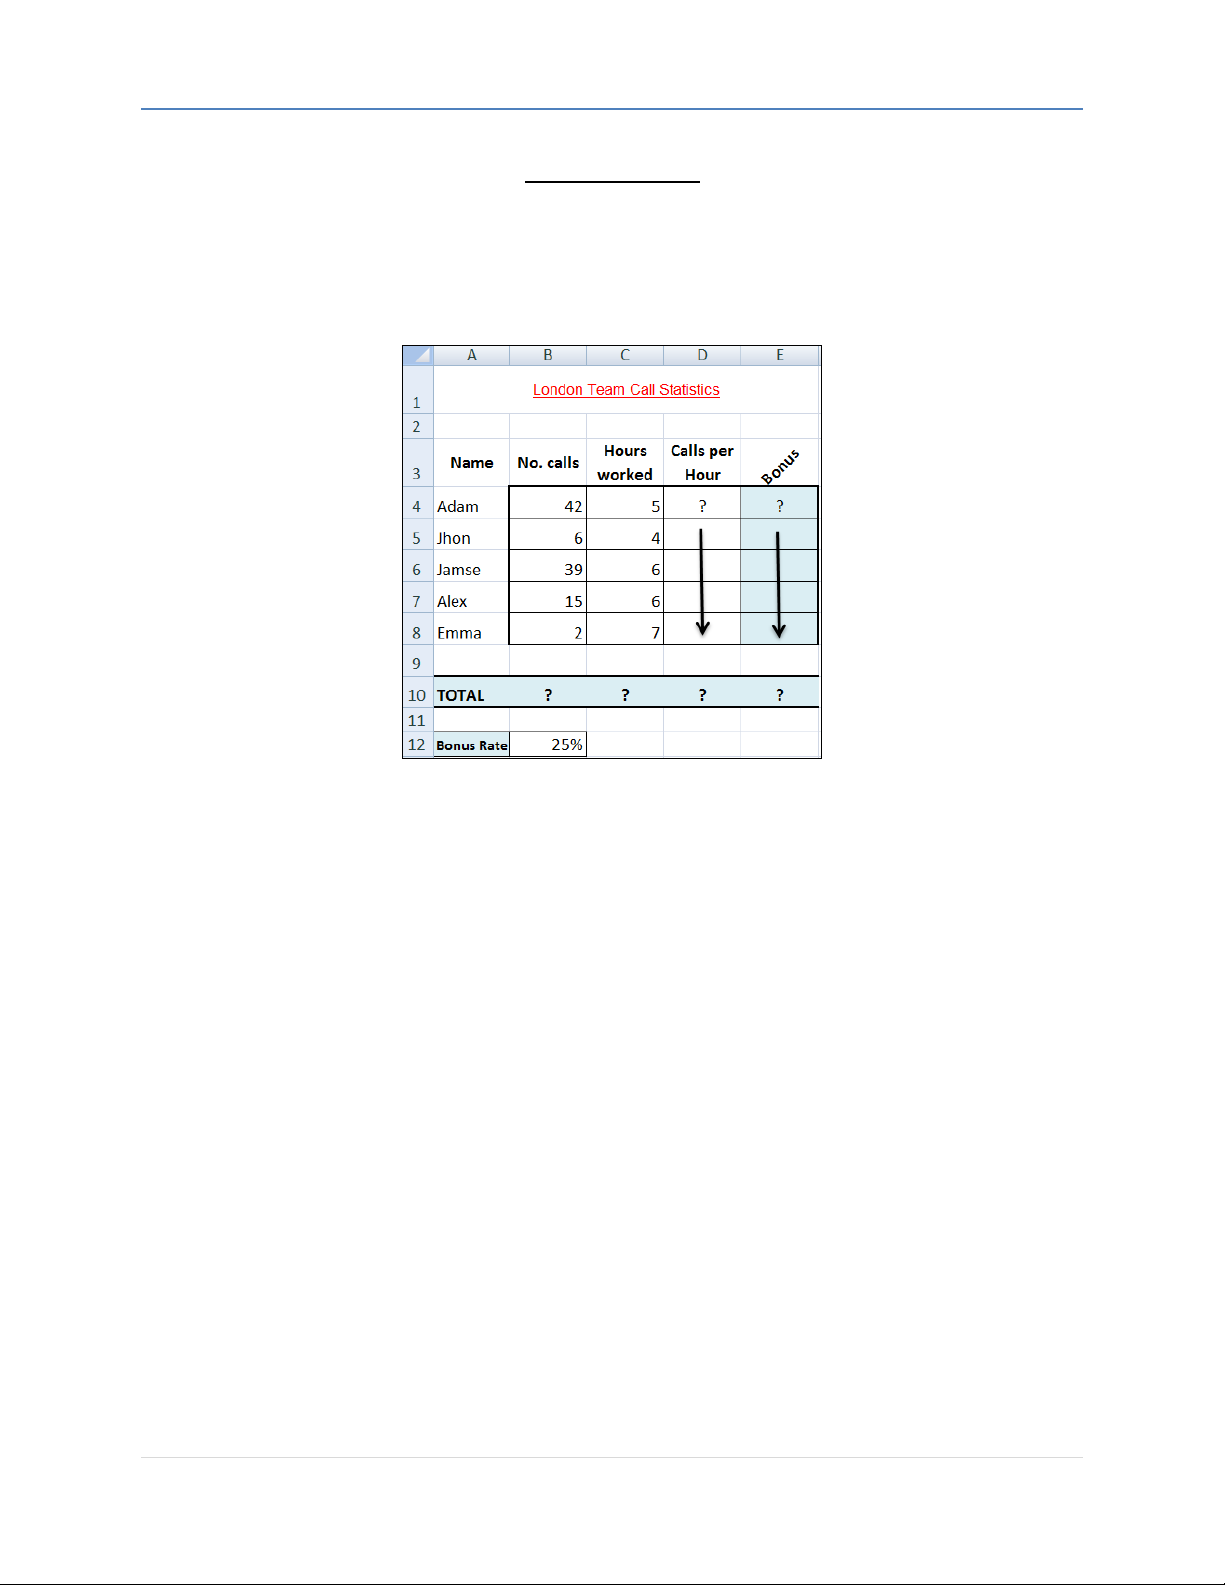 A B C D E
1 London Team Call Statistics
2
3 Name No. calls Hours worked Calls per Hour Bonus
4 Adam 42 5 ? ?
5 Jhon 6 4
6 Jamse 39 6
7 Alex 15 6
8 Emma 2 7
9
10 TOTAL ? ? ? ?
11
12 Bonus Rate 25%